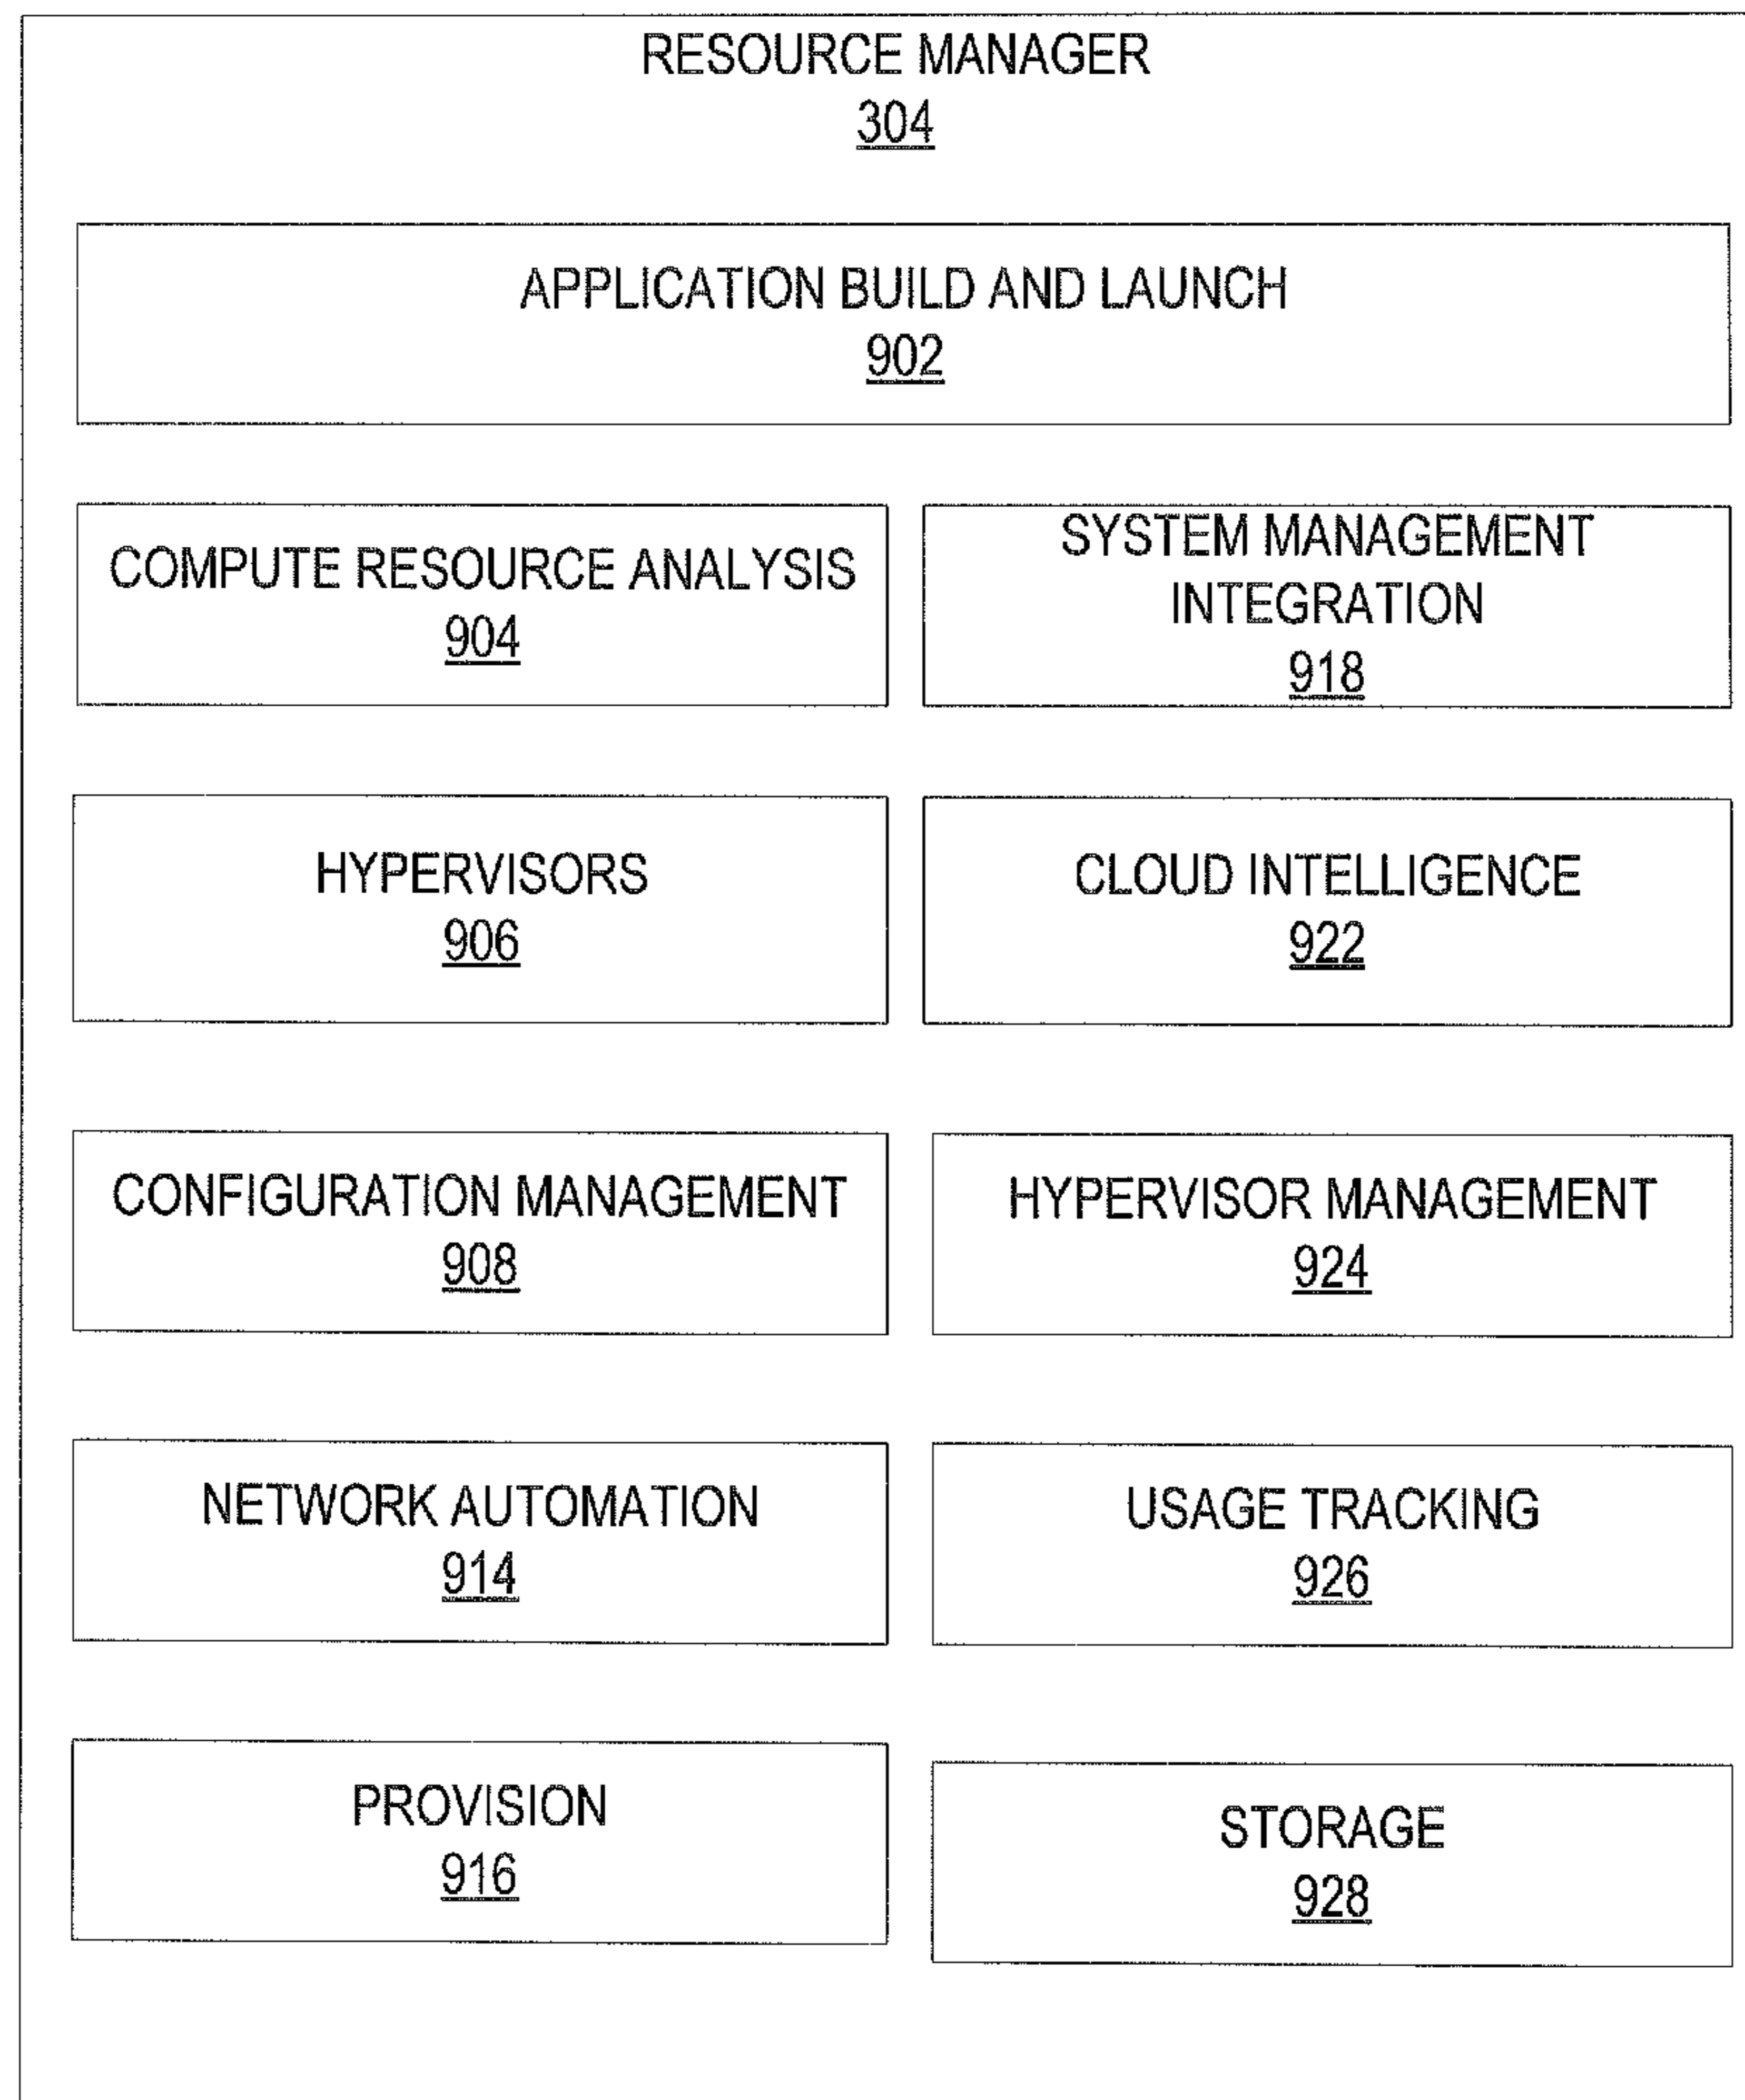 RESOURCE MANAGER
304
APPLICATION BUILD AND LAUNCH
902
COMPUTE RESOURCE ANALYSIS
904
SYSTEM MANAGEMENT
INTEGRATION
918
HYPERVISORS
906
CLOUD INTELLIGENCE
922
CONFIGURATION MANAGEMENT
908
HYPERVISOR MANAGEMENT
924
NETWORK AUTOMATION
914
USAGE TRACKING
926
PROVISION
916
STORAGE
928